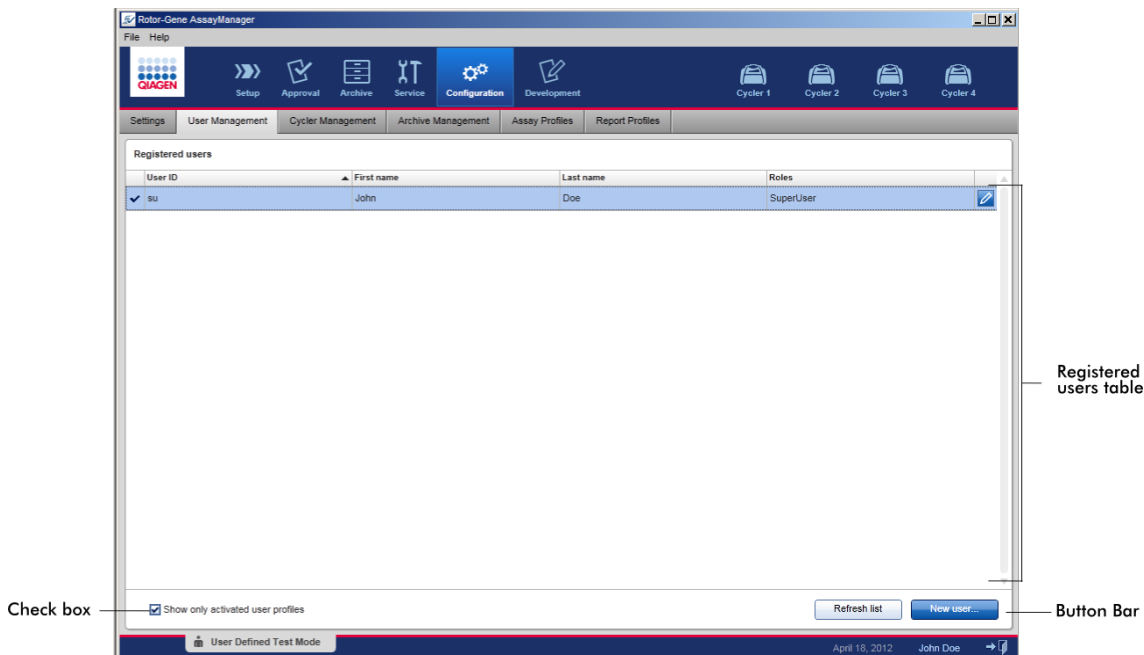 Rotor-Gene AssayManager
File Help
QIAGEN
Setup Approval Archive Service Configuration Development Cycler 1 Cycler 2 Cycler 3 Cycler 4
Settings User Management Cycler Management Archive Management Assay Profiles Report Profiles
Registered users
User ID First name Last name Roles
su John Doe SuperUser
Registered
users table
Check box
Show only activated user profiles
Refresh list New user...
Button Bar
User Defined Test Mode
April 18, 2012 John Doe